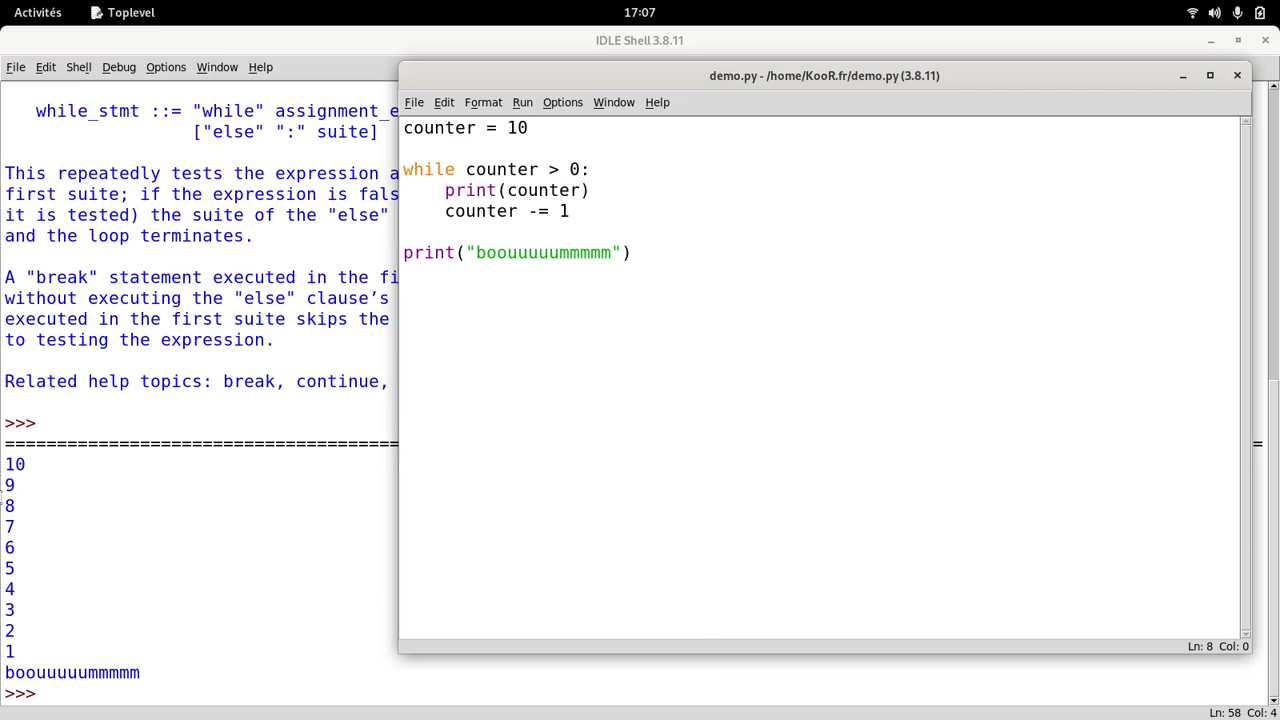 Activités Toplevel 17:07
IDLE Shell 3.8.11
File Edit Shell Debug Options Window Help
while_stmt ::= "while" assignment_e
["else" ":" suite]
This repeatedly tests the expression a
first suite; if the expression is fals
it is tested) the suite of the "else"
and the loop terminates.
A "break" statement executed in the fi
without executing the "else" clause’s
executed in the first suite skips the
to testing the expression.
Related help topics: break, continue,
>>>
10
9
8
7
6
5
4
3
2
1
boouuuuummmmm
>>>
Ln: 58 Col: 4
demo.py - /home/KooR.fr/demo.py (3.8.11)
File Edit Format Run Options Window Help
counter = 10
while counter > 0:
print(counter)
counter -= 1
print("boouuuuummmmm")
Ln: 8 Col: 0